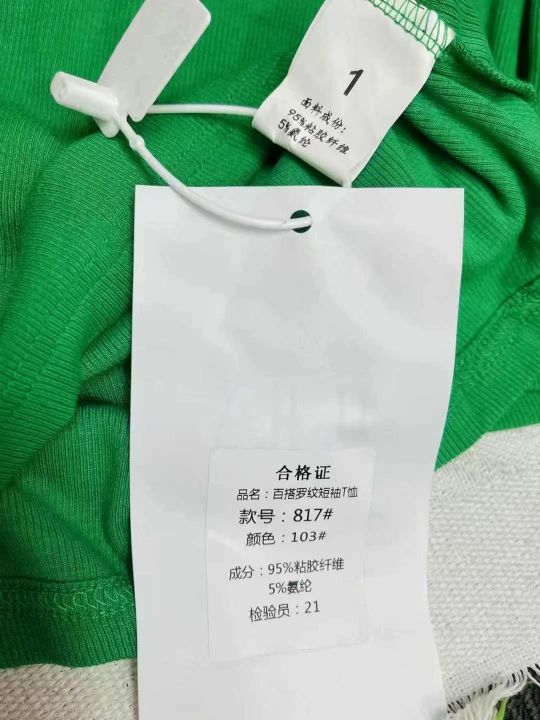 1
面料成份:
95%粘胶纤维
5%氨纶
合格证
品名：百搭罗纹短袖T恤
款号：817#
颜色：103#
成分：95%粘胶纤维
5%氨纶
检验员：21